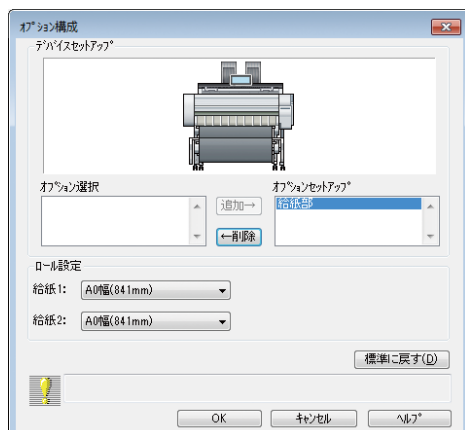 ｵﾌﾟｼｮﾝ構成
ﾃﾞﾊﾞｲｽｾｯﾄｱｯﾌﾟ
ｵﾌﾟｼｮﾝ選択
ｵﾌﾟｼｮﾝｾｯﾄｱｯﾌﾟ
追加→
給紙部
←削除
ﾛｰﾙ設定
給紙1: A0幅(841mm)
給紙2: A0幅(841mm)
標準に戻す(D)
OK ｷｬﾝｾﾙ ﾍﾙﾌﾟ